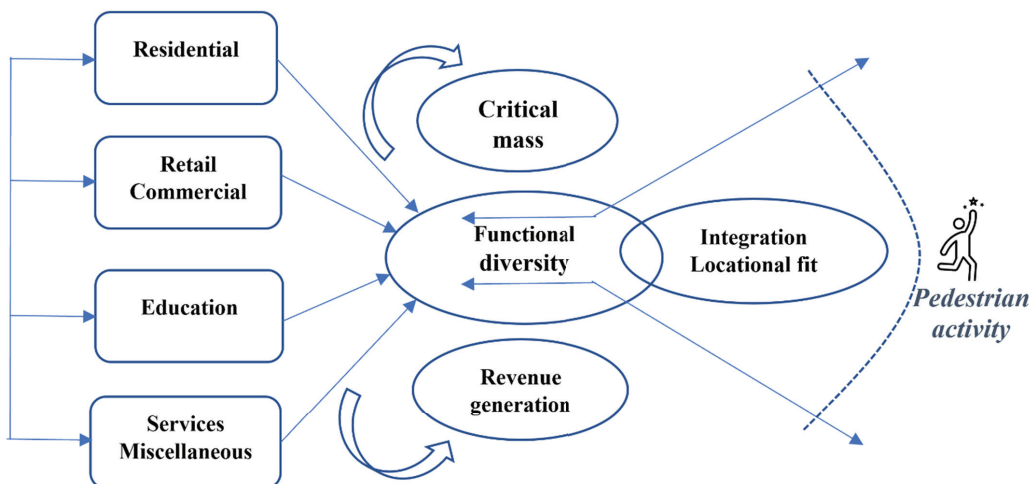 Residential
Retail
Commercial
Education
Services
Miscellaneous
Critical
mass
Functional
diversity
Revenue
generation
Integration
Locational fit
Pedestrian
activity